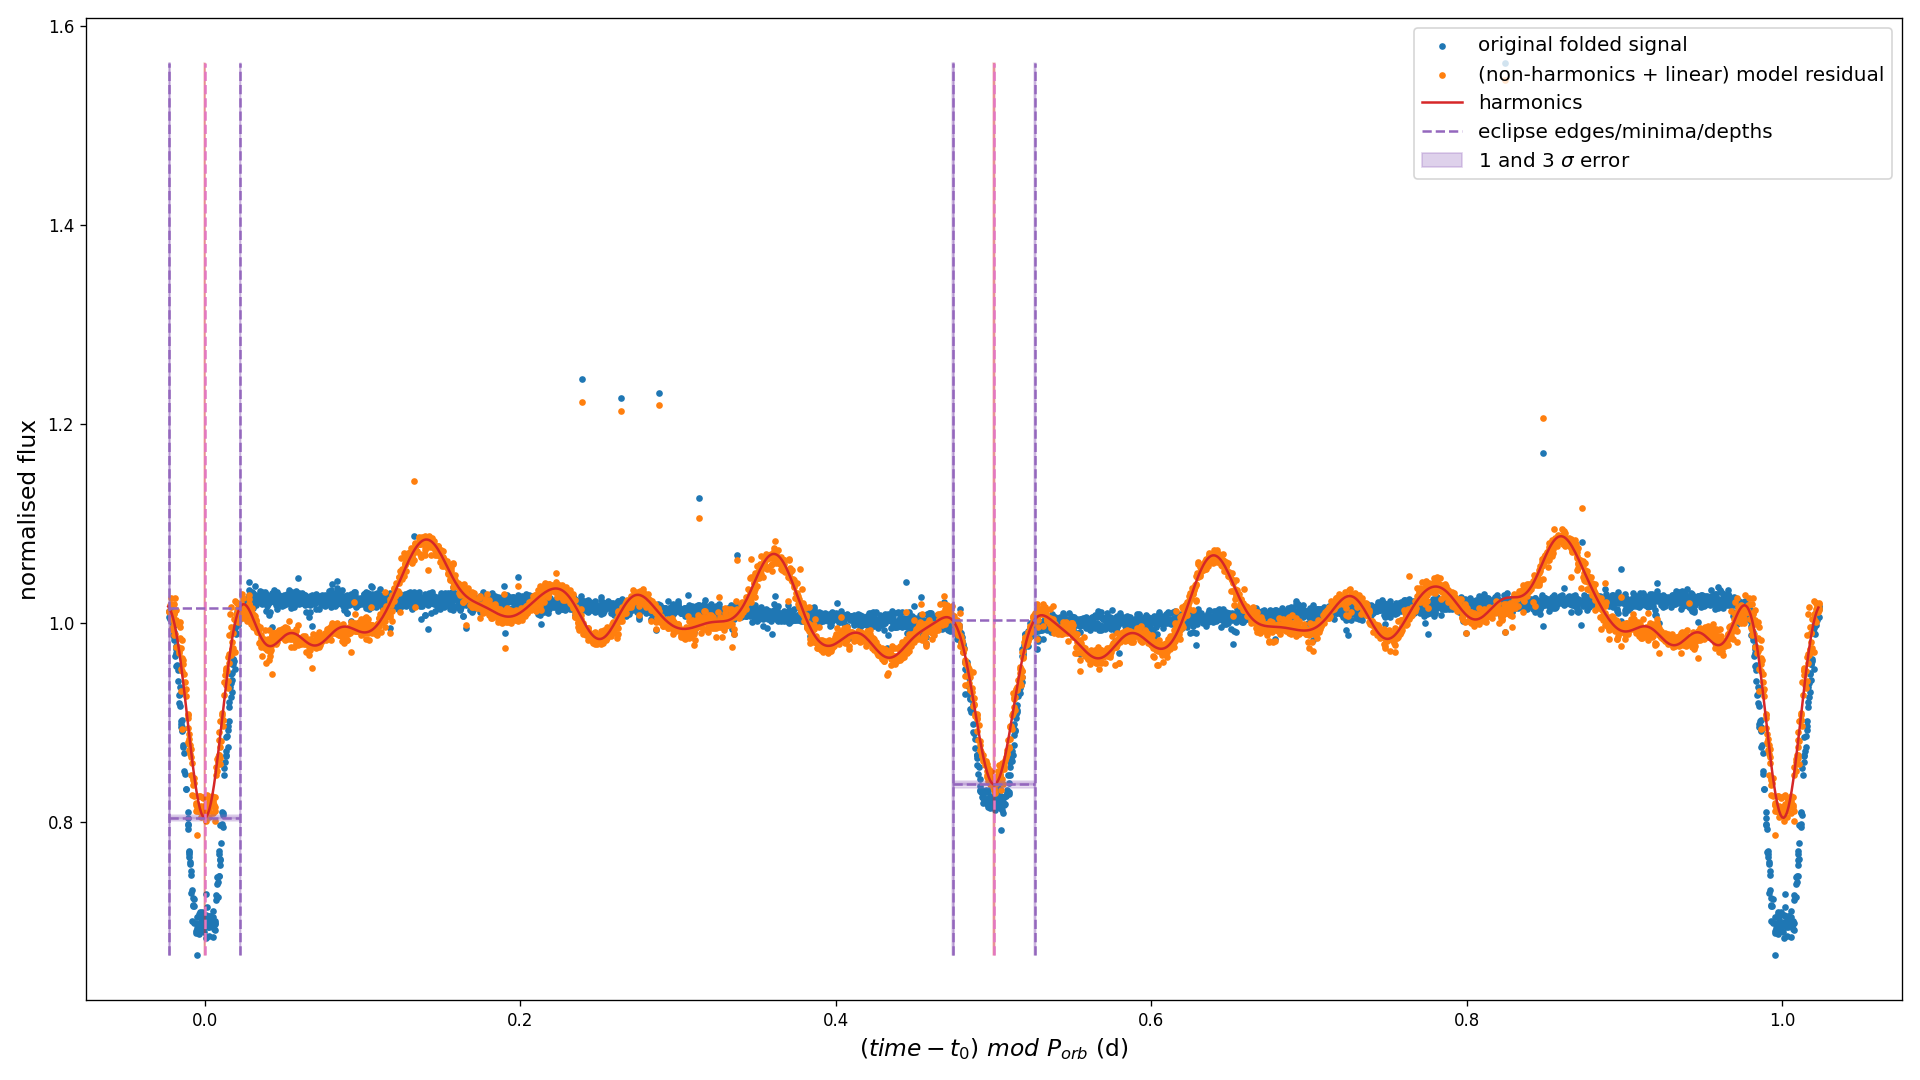 original folded signal
(non-harmonics + linear) model residual
harmonics
eclipse edges/minima/depths
1 and 3 σ error
normalised flux
1.6
1.4
1.2
1.0
0.8
0.0 0.2 0.4 0.6 0.8 1.0
(time − t₀) mod Pₒᵣb (d)